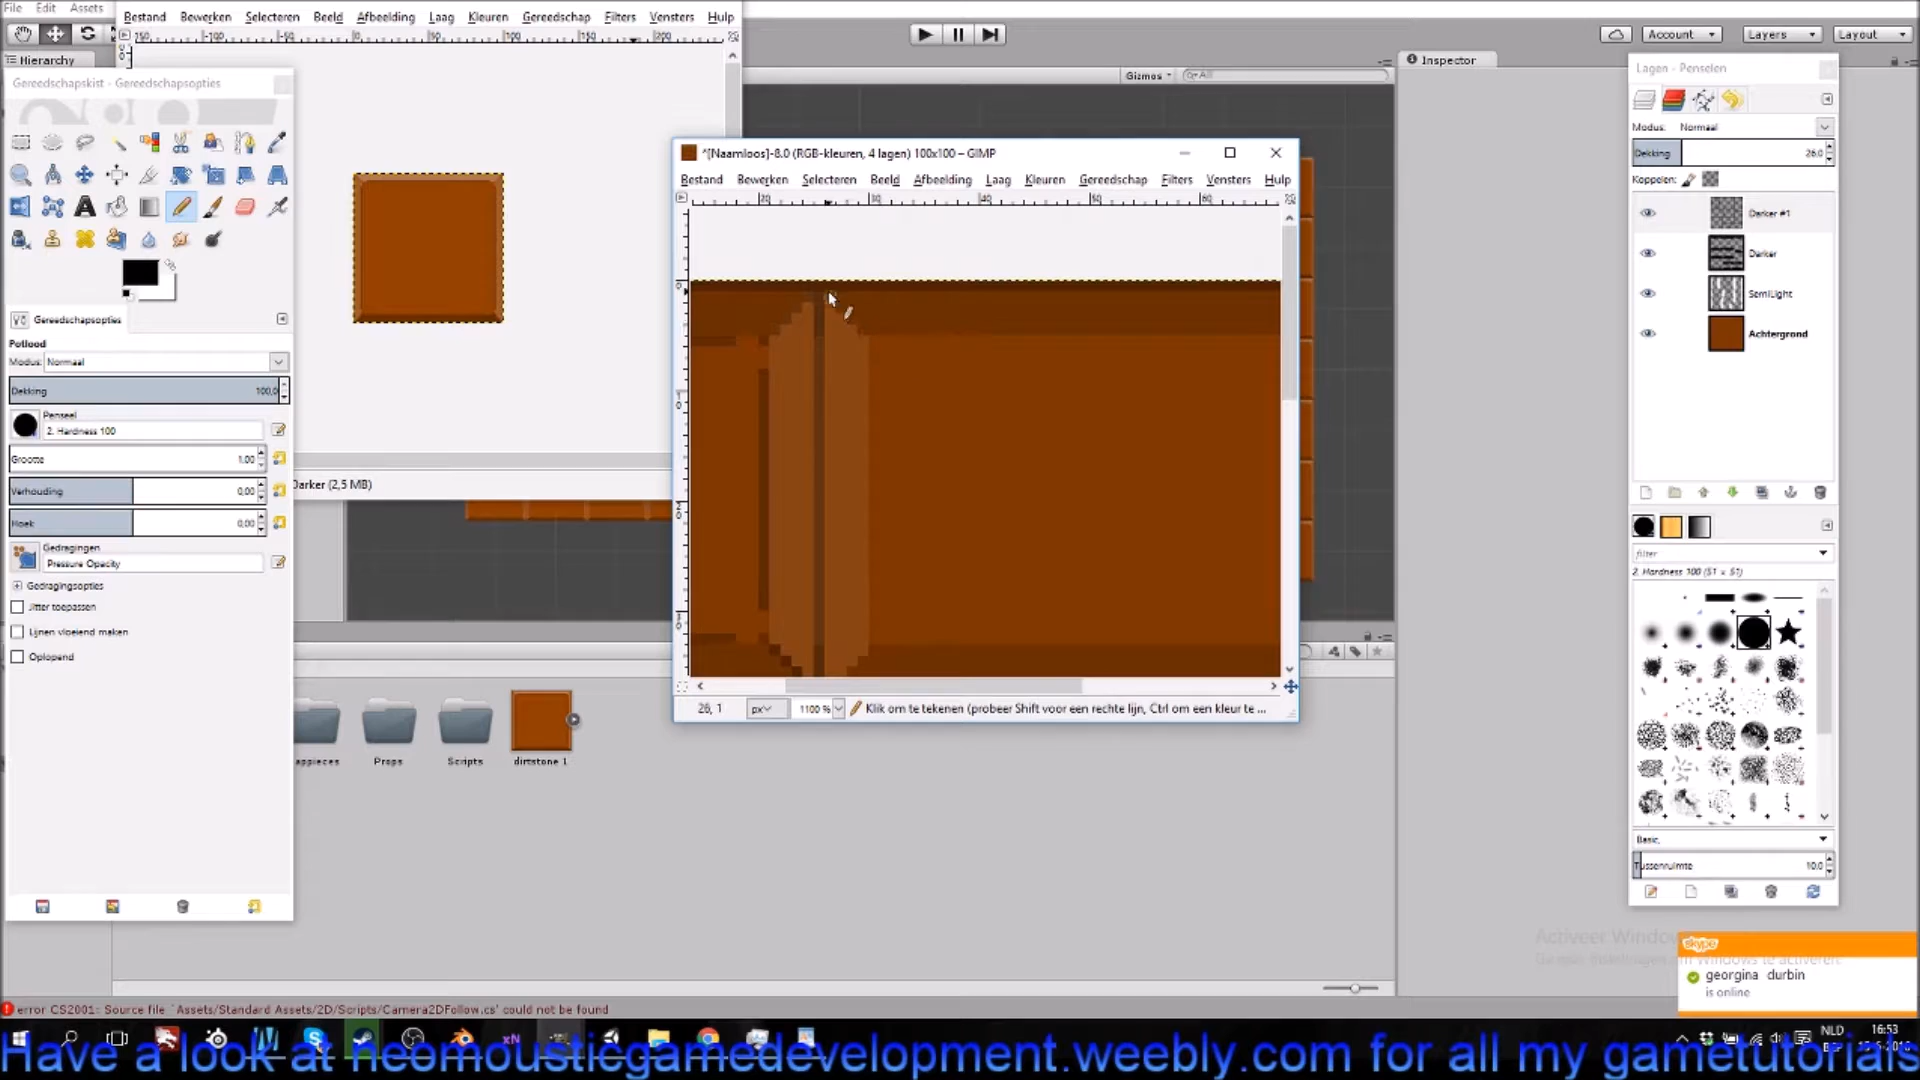 File Edit Assets
Bestand Bewerken Selecteren Beeld Afbeelding Laag Kleuren Gereedschap Filters Vensters Hulp
Account Layers Layout
Hierarchy
Gizmos
Inspector
Gereedschapskist - Gereedschapsopties
Lagen - Penselen
Modus: Normaal
Dekking 26,0
Koppelen:
*[Naamloos]-8.0 (RGB-kleuren, 4 lagen) 100x100 – GIMP
Bestand Bewerken Selecteren Beeld Afbeelding Laag Kleuren Gereedschap Filters Vensters Hulp
Darker #1
Darker
SemiLight
Achtergrond
Gereedschapsopties
Potlood
Modus: Normaal
Dekking 100,0
Penseel
2. Hardness 100
Grootte 1,00
Verhouding 0,00
Hoek 0,00
Gedragingen
Pressure Opacity
Gedragingsopties
Jitter toepassen
Lijnen vloeiend maken
Oplopend
Darker (2,5 MB)
filter
2. Hardness 100 (51 × 51)
Basic,
Tussenruimte 10,0
28, 1 px 1100 % Klik om te tekenen (probeer Shift voor een rechte lijn, Ctrl om een kleur te ...
appieces Props Scripts dirtstone 1
Activeer Window
skype
georgina durbin
is online
error CS2001: Source file `Assets/Standard Assets/2D/Scripts/Camera2DFollow.cs' could not be found
NLD
16:53
Have a look at neomousticgamedevelopment.weebly.com for all my gametutorials